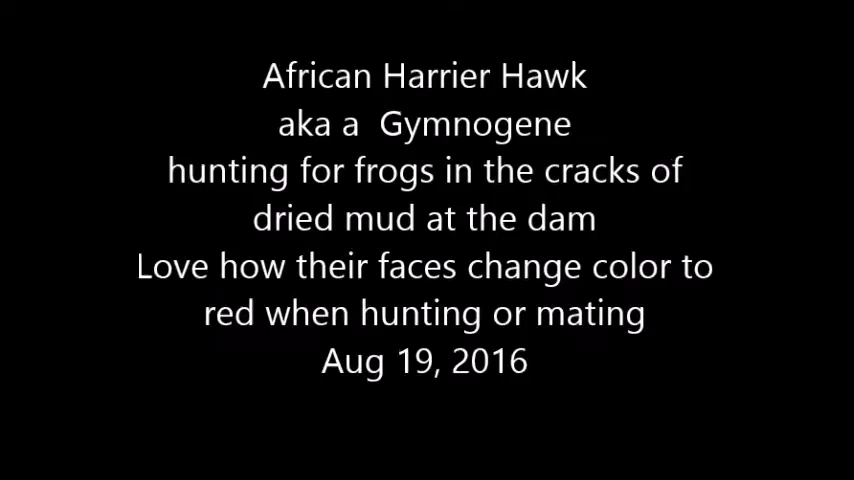 African Harrier Hawk
aka a  Gymnogene
hunting for frogs in the cracks of
dried mud at the dam
Love how their faces change color to
red when hunting or mating
Aug 19, 2016